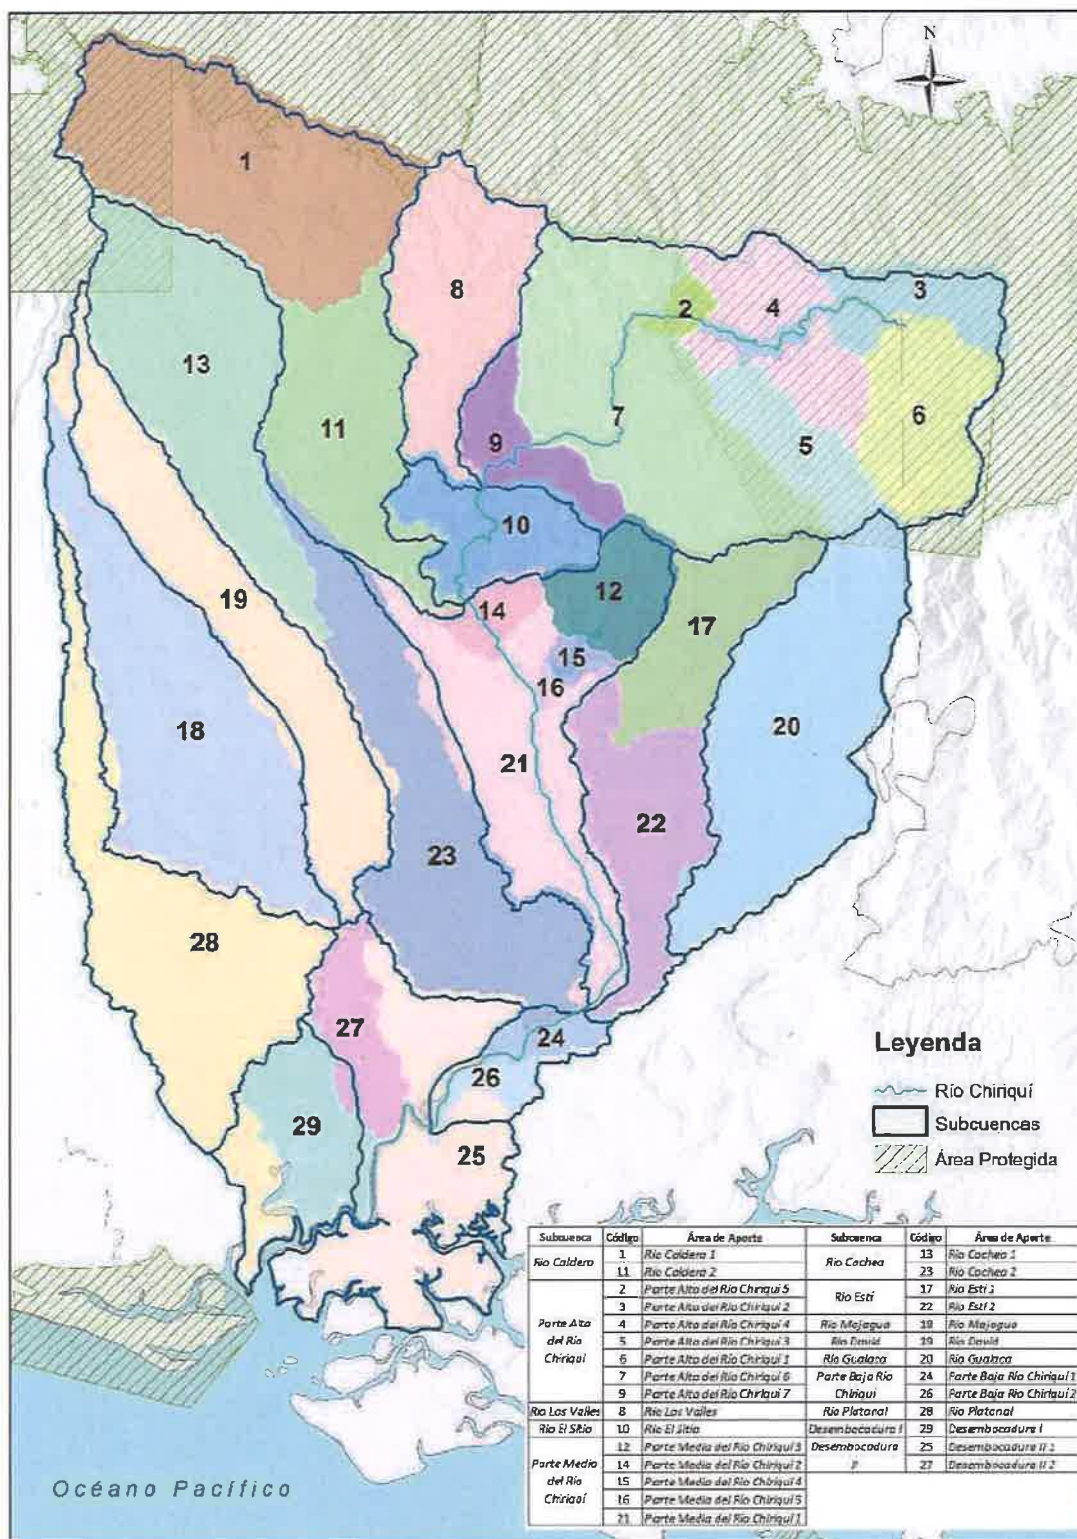 N
1
8
3
2
4
13
11
7
6
9
5
10
12
14
17
19
15
16
18
20
21
22
23
28
27
24
26
29
25
Leyenda
Río Chiriquí
Subcuencas
Área Protegida
Océano Pacífico
Subcuenca Código Área de Aporte Subcuenca Código Área de Aporte
Río Caldera 1 Río Caldera 1 Río Cochea 13 Río Cochea 1
11 Río Caldera 2 23 Río Cochea 2
Parte Alta del Río Chiriquí 2 Parte Alta del Río Chiriquí 5 Río Estí 17 Río Estí 1
3 Parte Alta del Río Chiriquí 2 22 Río Estí 2
4 Parte Alta del Río Chiriquí 4 Río Majagua 18 Río Majagua
5 Parte Alta del Río Chiriquí 3 Río David 19 Río David
6 Parte Alta del Río Chiriquí 1 Río Gualaca 20 Río Gualaca
7 Parte Alta del Río Chiriquí 6 Parte Baja Río Chiriquí 24 Parte Baja Río Chiriquí 1
9 Parte Alta del Río Chiriquí 7 26 Parte Baja Río Chiriquí 2
Río Los Valles 8 Río Los Valles Río Platanal 28 Río Platanal
Río El Sitio 10 Río El Sitio Desembocadura I 29 Desembocadura I
Parte Media del Río Chiriquí 12 Parte Media del Río Chiriquí 3 Desembocadura II 25 Desembocadura II 1
14 Parte Media del Río Chiriquí 2 27 Desembocadura II 2
15 Parte Media del Río Chiriquí 4
16 Parte Media del Río Chiriquí 5
21 Parte Media del Río Chiriquí 1